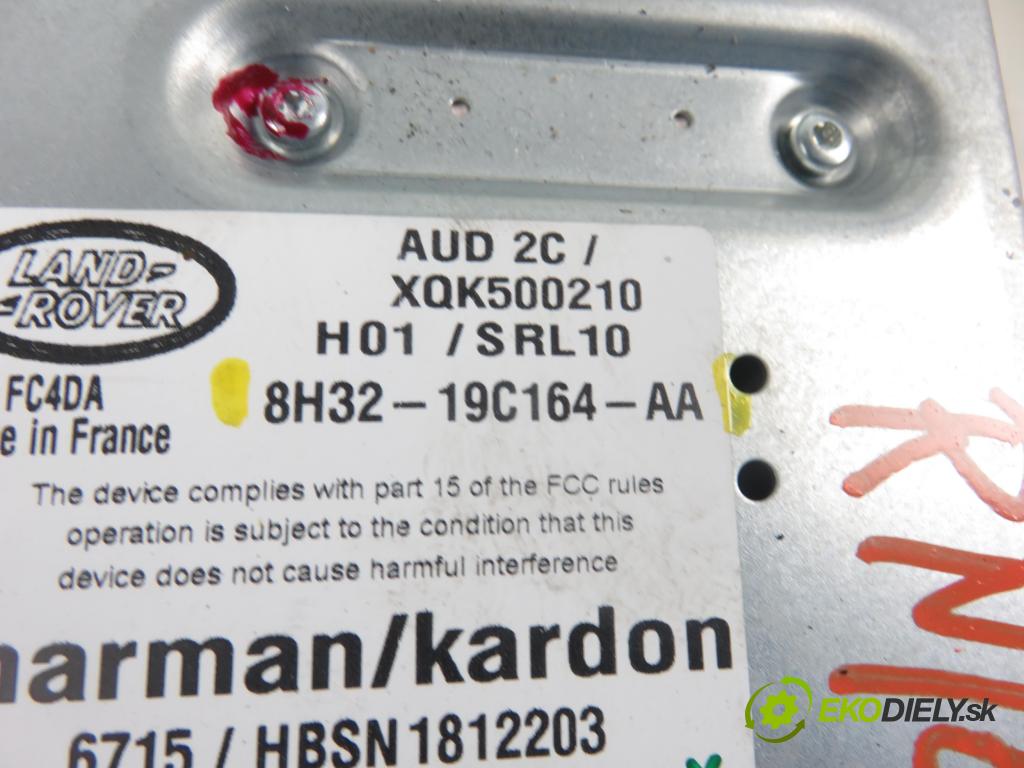 LAND-
ROVER
AUD 2C /
XQK500210
H01 / SRL10
FC4DA
8H32-19C164-AA
e in France
The device complies with part 15 of the FCC rules
operation is subject to the condition that this
device does not cause harmful interference
harman/kardon
6715 / HBSN1812203
EKODIELY.sk